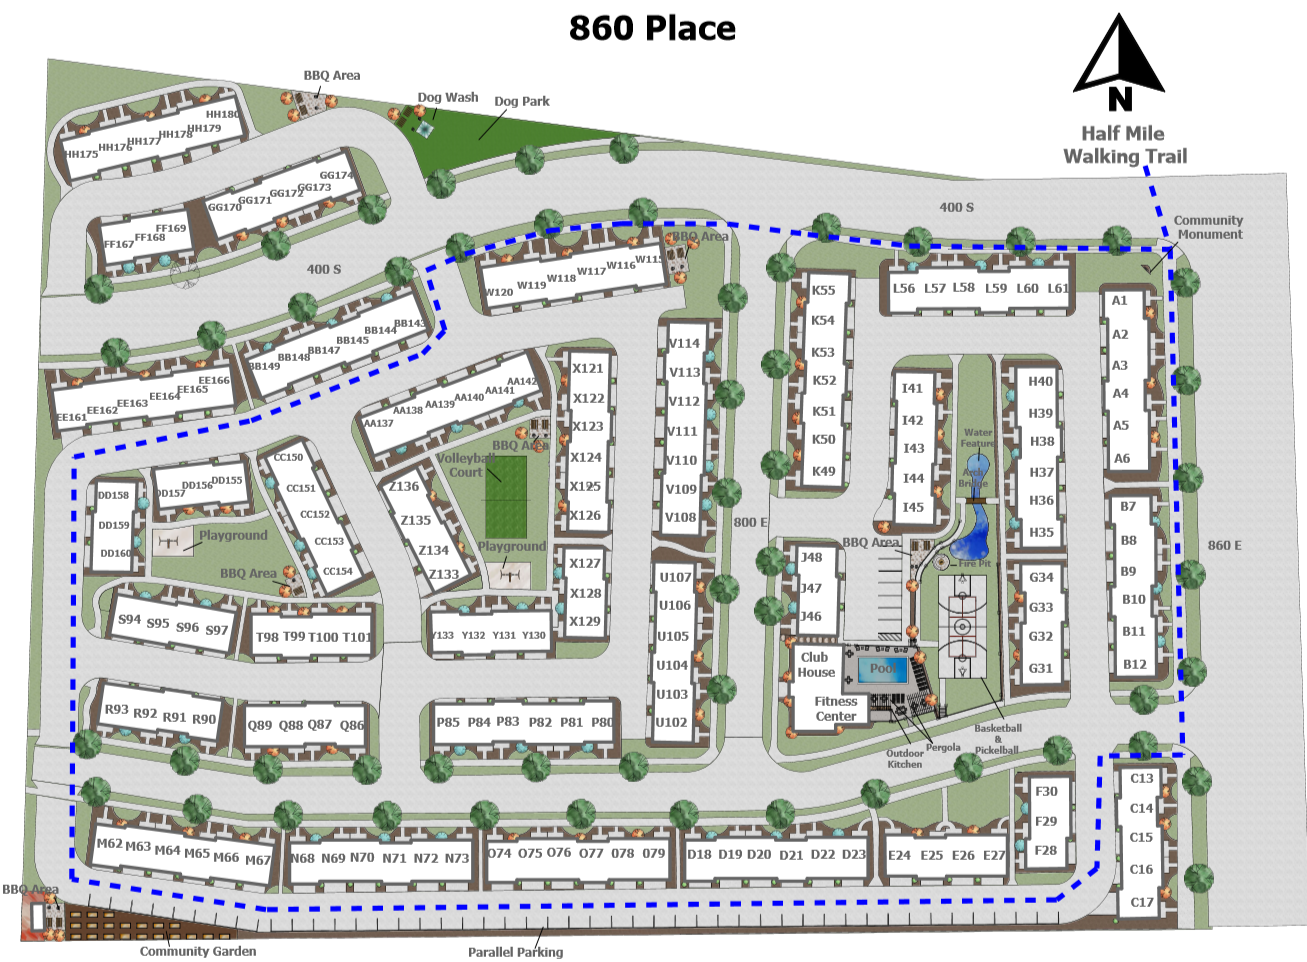 860 Place
N
Half Mile
Walking Trail
BBQ Area
Dog Wash
Dog Park
400 S
Community
Monument
HH175
HH176
HH177
HH178
HH179
HH180
GG170
GG171
GG172
GG173
GG174
FF167
FF168
FF169
400 S
BBQ Area
W120
W119
W118
W117
W116
W115
K55
K54
K53
K52
K51
K50
K49
L56
L57
L58
L59
L60
L61
A1
A2
A3
A4
A5
A6
BB149
BB148
BB147
BB145
BB144
BB143
EE161
EE162
EE163
EE164
EE165
EE166
AA137
AA138
AA139
AA140
AA141
AA142
X121
X122
X123
X124
X125
X126
V114
V113
V112
V111
V110
V109
V108
I41
I42
I43
I44
I45
H40
H39
H38
H37
H36
H35
Water
Feature
Arch
Bridge
BBQ Area
Volleyball
Court
CC150
CC151
CC152
CC153
CC154
DD158
DD159
DD160
DD157
DD156
DD155
Z136
Z135
Z134
Z133
Playground
Playground
BBQ Area
800 E
860 E
BBQ Area
Fire Pit
B7
B8
B9
B10
B11
B12
J48
J47
J46
G34
G33
G32
G31
X127
X128
X129
U107
U106
U105
U104
U103
U102
S94
S95
S96
S97
T98
T99
T100
T101
Y133
Y132
Y131
Y130
Club
House
Pool
Fitness
Center
Outdoor
Kitchen
Pergola
Basketball
&
Pickelball
R93
R92
R91
R90
Q89
Q88
Q87
Q86
P85
P84
P83
P82
P81
P80
C13
C14
C15
C16
C17
F30
F29
F28
M62
M63
M64
M65
M66
M67
N68
N69
N70
N71
N72
N73
O74
O75
O76
O77
O78
O79
D18
D19
D20
D21
D22
D23
E24
E25
E26
E27
BBQ Area
Community Garden
Parallel Parking